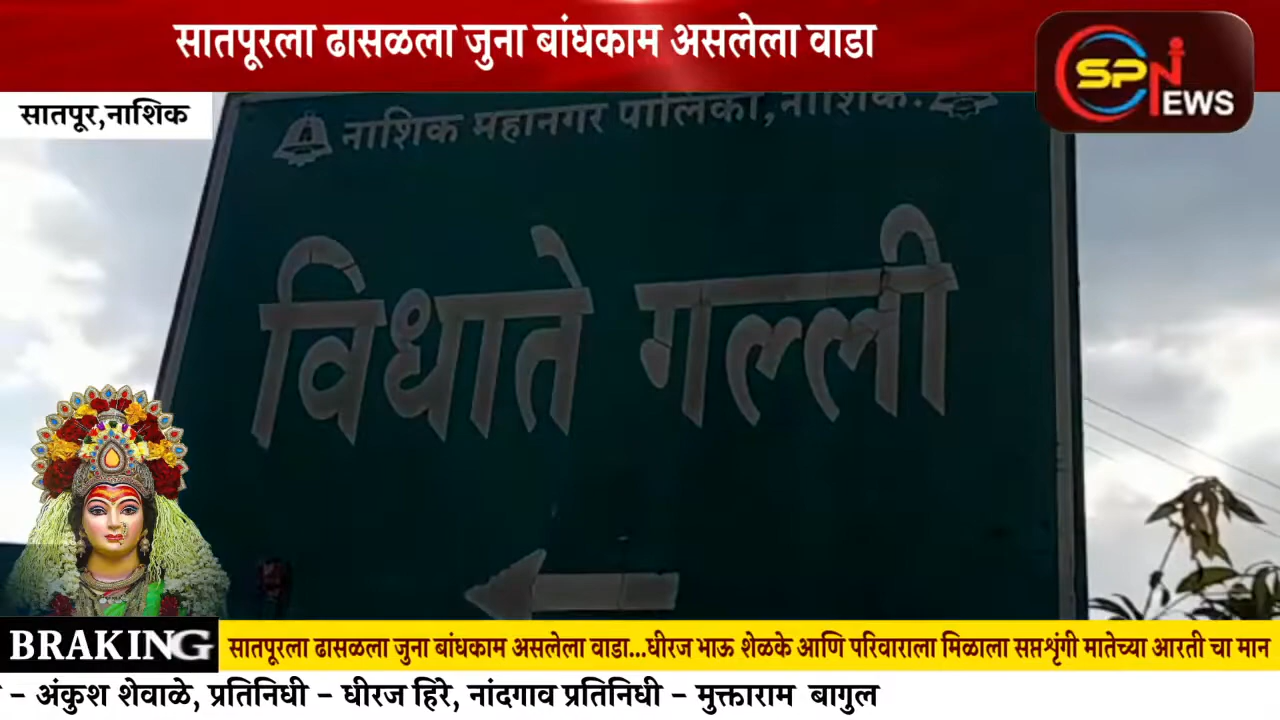 सातपूरला ढासळला जुना बांधकाम असलेला वाडा
SPN NEWS
सातपूर,नाशिक
नाशिक महानगर पालिका,नाशिक.
विधाते गल्ली
BRAKING
सातपूरला ढासळला जुना बांधकाम असलेला वाडा...धीरज भाऊ शेळके आणि परिवाराला मिळाला सप्तशृंगी मातेच्या आरती चा मान
– अंकुश शेवाळे, प्रतिनिधी – धीरज हिरे, नांदगाव प्रतिनिधी – मुक्ताराम बागुल